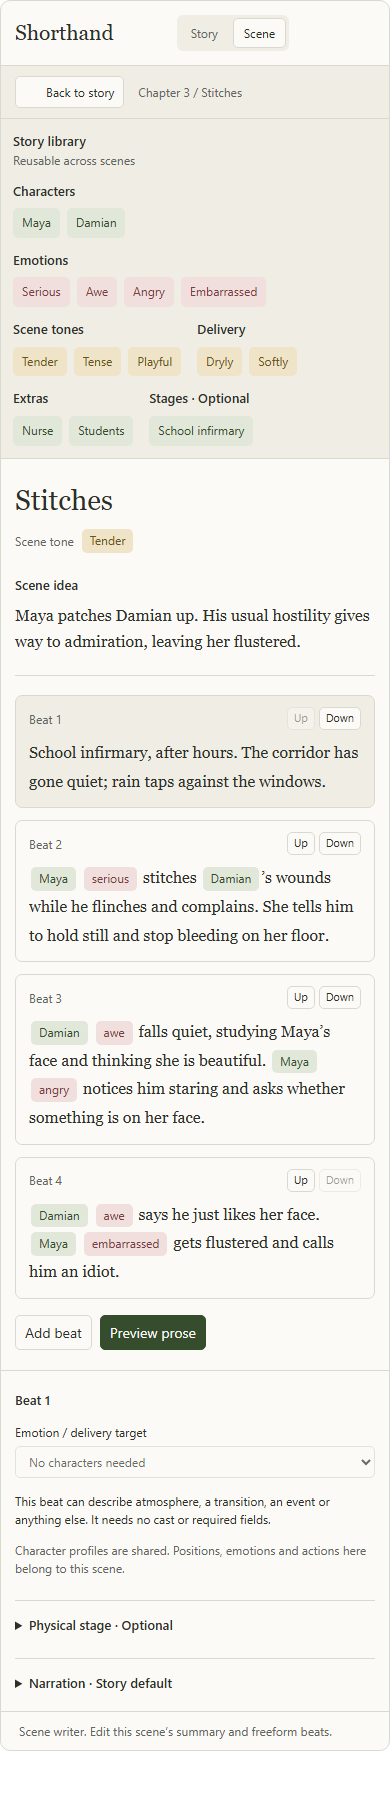 Shorthand
Story Scene
Back to story Chapter 3 / Stitches
Story library
Reusable across scenes
Characters
Maya Damian
Emotions
Serious Awe Angry Embarrassed
Scene tones Delivery
Tender Tense Playful Dryly Softly
Extras Stages · Optional
Nurse Students School infirmary
Stitches
Scene tone Tender
Scene idea
Maya patches Damian up. His usual hostility gives
way to admiration, leaving her flustered.
Beat 1 Up Down
School infirmary, after hours. The corridor has
gone quiet; rain taps against the windows.
Beat 2 Up Down
Maya serious stitches Damian ’s wounds
while he flinches and complains. She tells him
to hold still and stop bleeding on her floor.
Beat 3 Up Down
Damian awe falls quiet, studying Maya’s
face and thinking she is beautiful. Maya
angry notices him staring and asks whether
something is on her face.
Beat 4 Up Down
Damian awe says he just likes her face.
Maya embarrassed gets flustered and calls
him an idiot.
Add beat Preview prose
Beat 1
Emotion / delivery target
No characters needed
This beat can describe atmosphere, a transition, an event or
anything else. It needs no cast or required fields.
Character profiles are shared. Positions, emotions and actions here
belong to this scene.
Physical stage · Optional
Narration · Story default
Scene writer. Edit this scene’s summary and freeform beats.